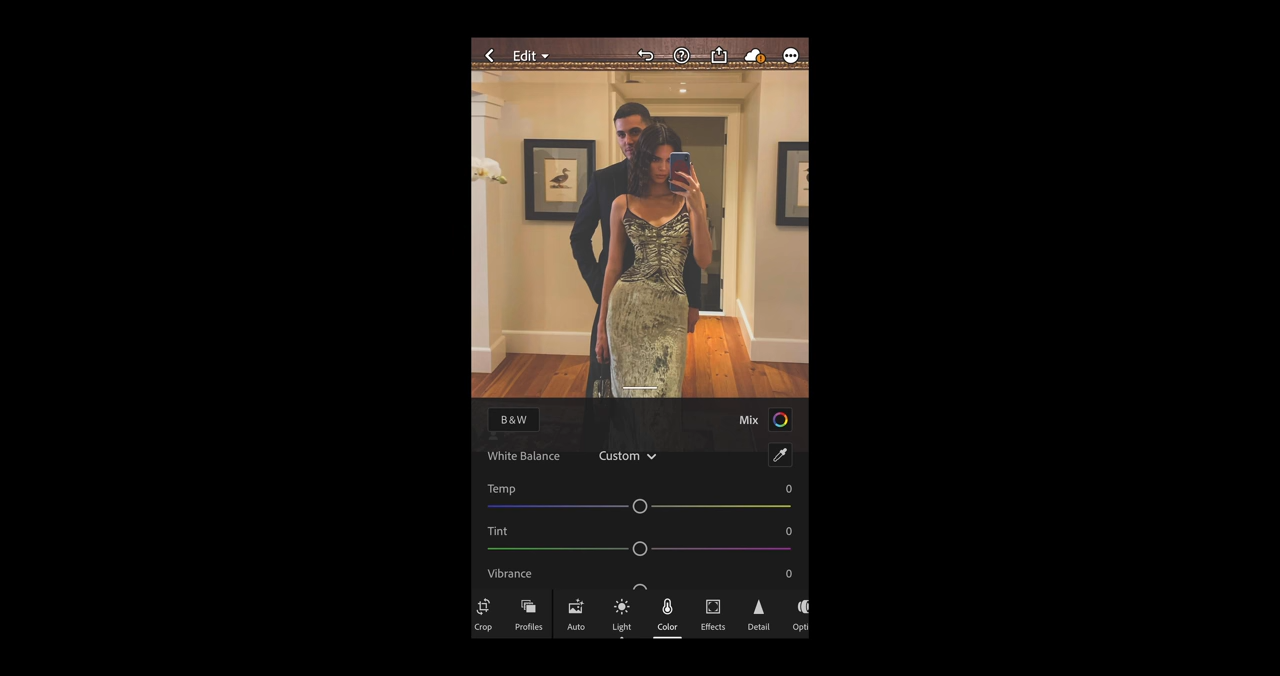 Edit
B&W
Mix
White Balance Custom
Temp 0
Tint 0
Vibrance 0
Crop Profiles Auto Light Color Effects Detail Opti